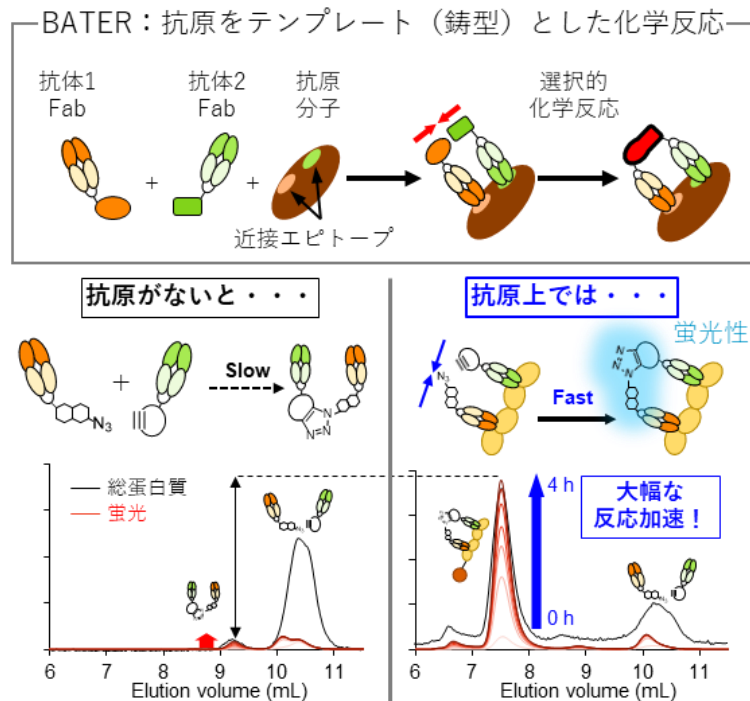 BATER：抗原をテンプレート（鋳型）とした化学反応
抗体1
Fab
抗体2
Fab
抗原
分子
選択的
化学反応
+
+
近接エピトープ
抗原がないと・・・
抗原上では・・・
+
N₃
Slow
N
N=N
N₃
Fast
蛍光性
N
N
N
総蛋白質
蛍光
4 h
0 h
大幅な
反応加速！
6 7 8 9 10 11
Elution volume (mL)
6 7 8 9 10 11
Elution volume (mL)